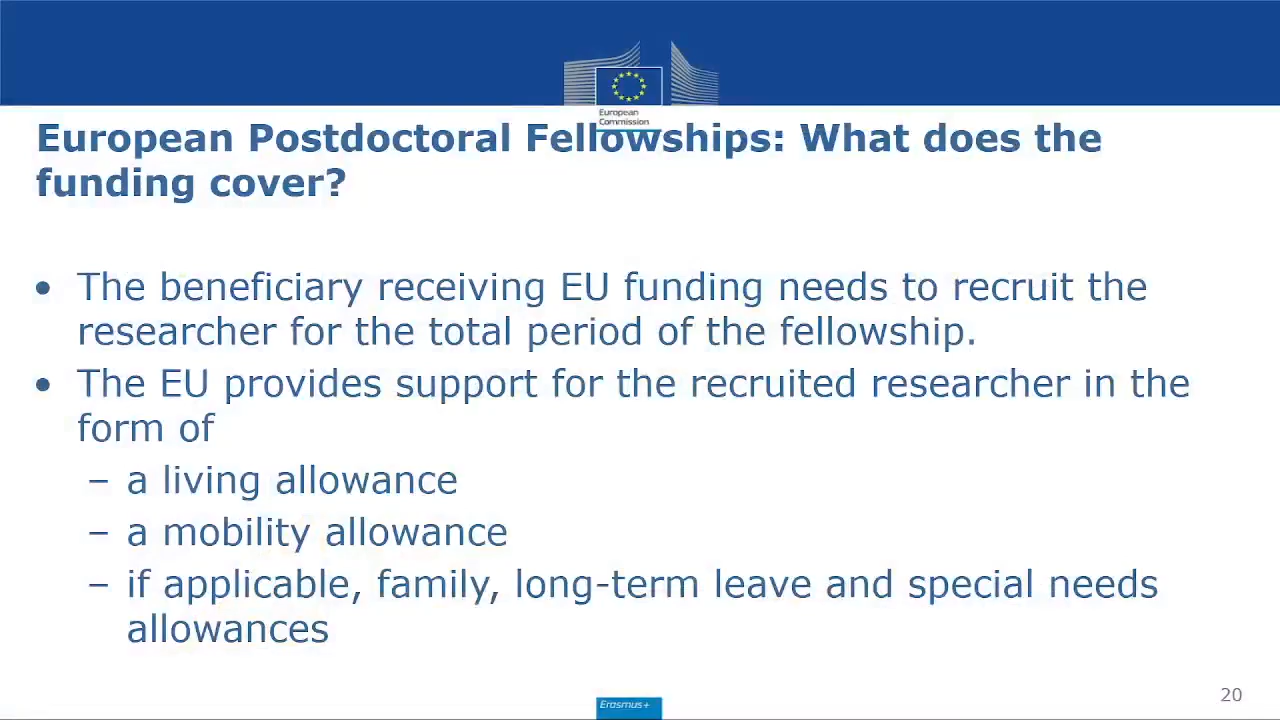 European
Commission
European Postdoctoral Fellowships: What does the
funding cover?
• The beneficiary receiving EU funding needs to recruit the
researcher for the total period of the fellowship.
• The EU provides support for the recruited researcher in the
form of
– a living allowance
– a mobility allowance
– if applicable, family, long-term leave and special needs
allowances
Erasmus+
20